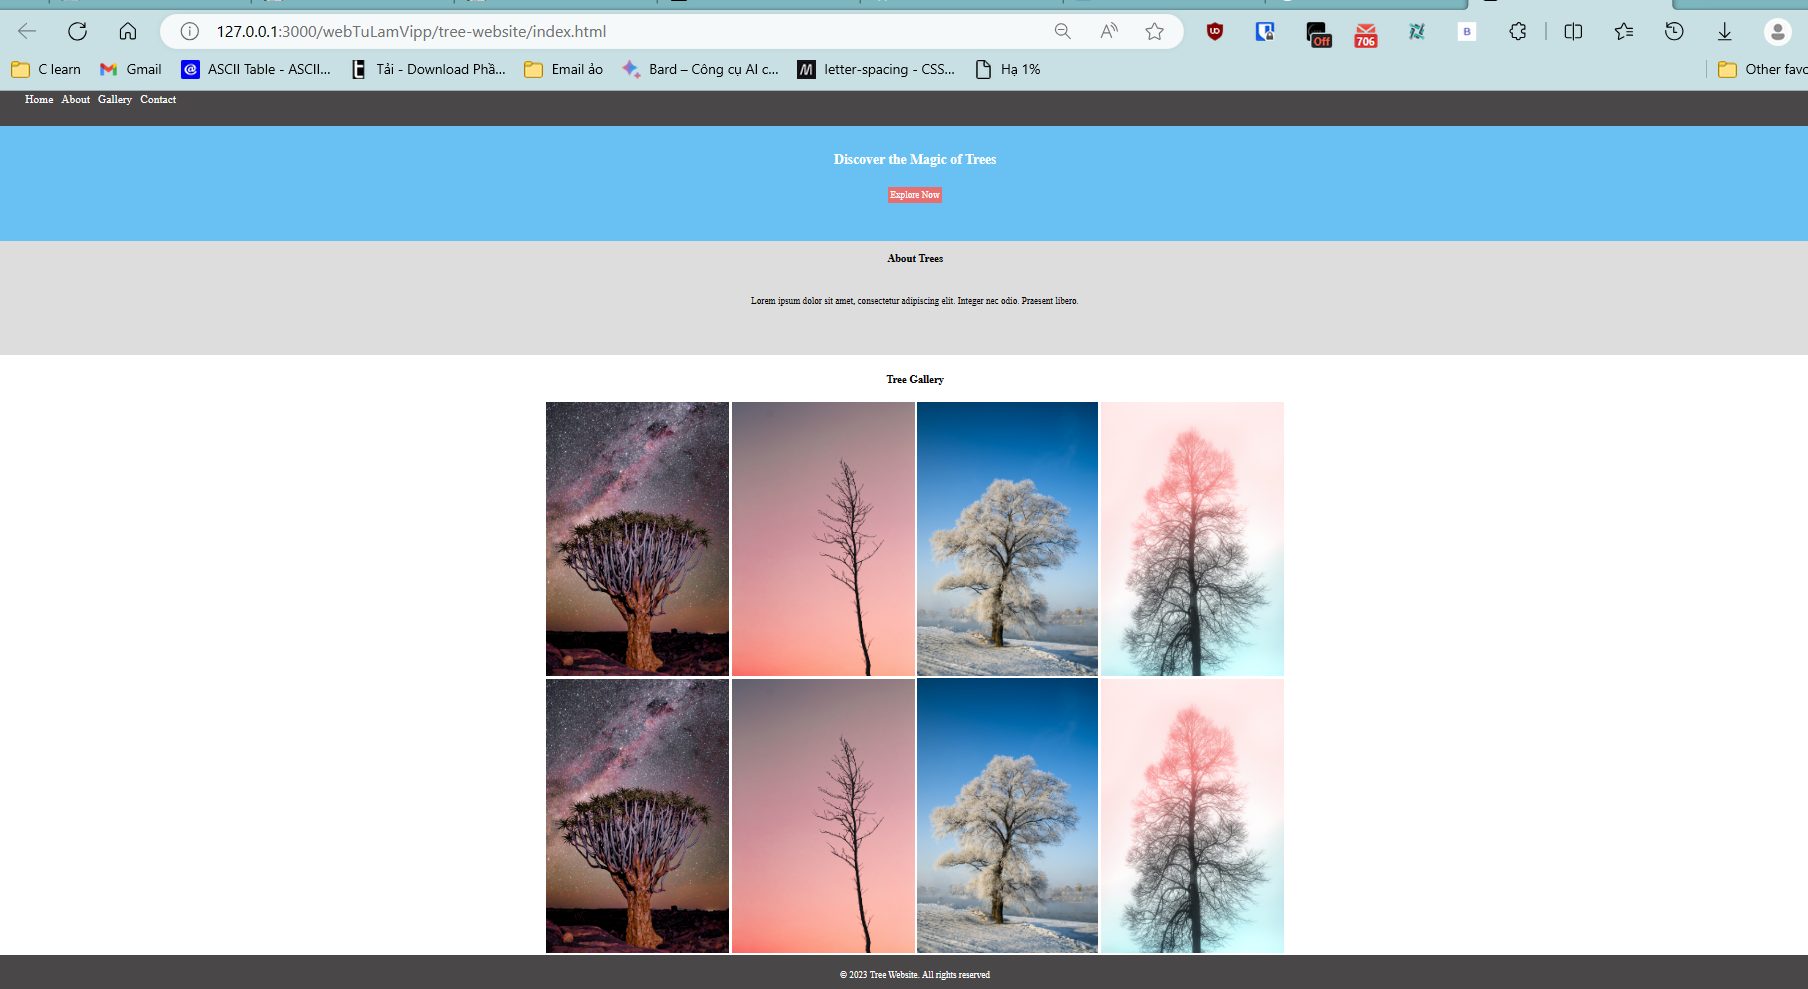 127.0.0.1:3000/webTuLamVipp/tree-website/index.html
Off
706
B
C learn
Gmail
@ ASCII Table - ASCII...
Tải - Download Phầ...
Email ảo
Bard – Công cụ AI c...
M letter-spacing - CSS...
Hạ 1%
Other favo
Home About Gallery Contact
Discover the Magic of Trees
Explore Now
About Trees
Lorem ipsum dolor sit amet, consectetur adipiscing elit. Integer nec odio. Praesent libero.
Tree Gallery
© 2023 Tree Website. All rights reserved